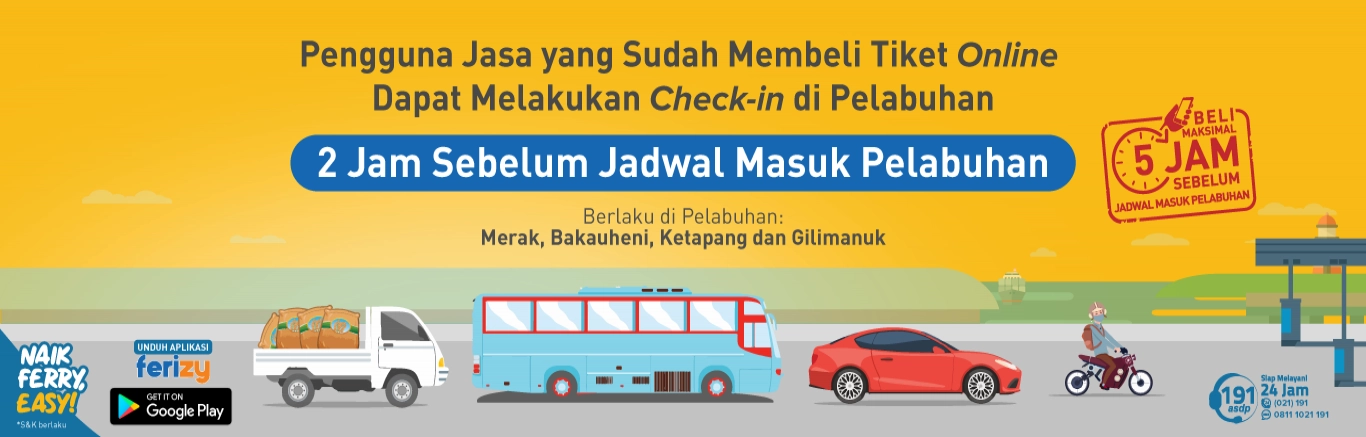 Pengguna Jasa yang Sudah Membeli Tiket Online
Dapat Melakukan Check-in di Pelabuhan
2 Jam Sebelum Jadwal Masuk Pelabuhan
Berlaku di Pelabuhan:
Merak, Bakauheni, Ketapang dan Gilimanuk
BELI
MAKSIMAL
5 JAM
SEBELUM
JADWAL MASUK PELABUHAN
NAIK
FERRY,
EASY!
*S&K berlaku
UNDUH APLIKASI
ferizy
GET IT ON
Google Play
191
asdp
Siap Melayani
24 Jam
(021) 191
0811 1021 191